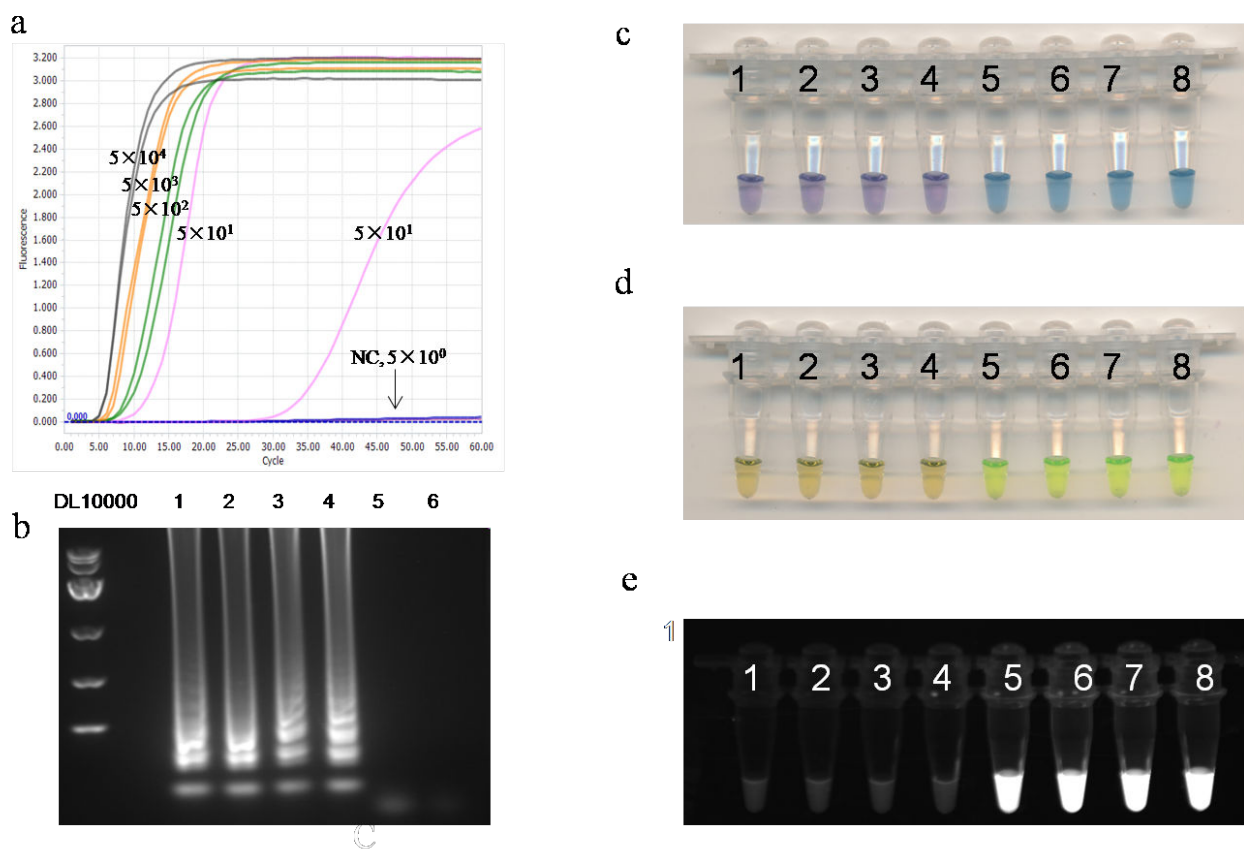 a
3.200
3.000
2.800
2.600
2.400
2.200
2.000
1.800
1.600
1.400
1.200
1.000
0.800
0.600
0.400
0.200
0.000
Fluorescence
5×10⁴
5×10³
5×10²
5×10¹
5×10¹
NC, 5×10⁰
0.000
0.00 5.00 10.00 15.00 20.00 25.00 30.00 35.00 40.00 45.00 50.00 55.00 60.00
Cycle
b
DL10000 1 2 3 4 5 6
C
c
1 2 3 4 5 6 7 8
d
1 2 3 4 5 6 7 8
e
1
1 2 3 4 5 6 7 8